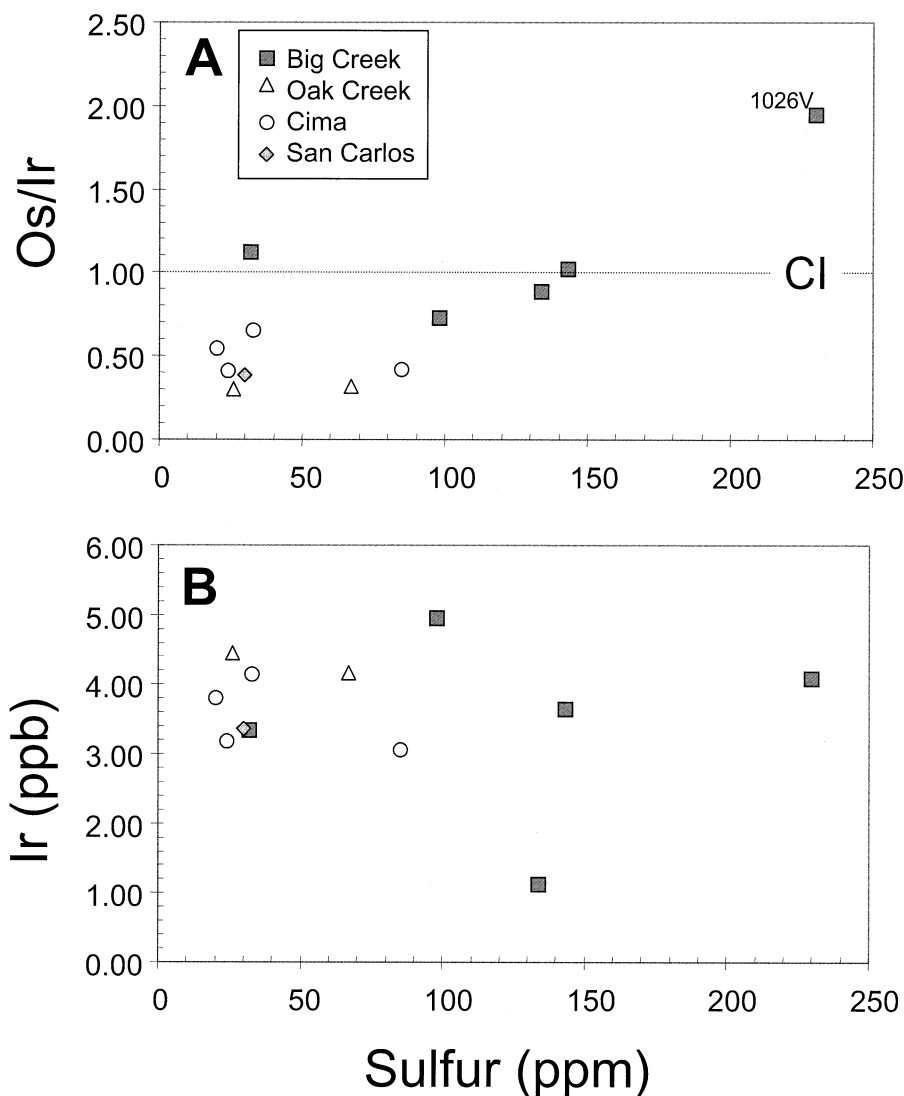 2.50
A
Big Creek
Oak Creek
Cima
San Carlos
2.00
1026V
1.50
Os/Ir
1.00
CI
0.50
0.00
0 50 100 150 200 250
6.00
B
5.00
4.00
3.00
Ir (ppb)
2.00
1.00
0.00
0 50 100 150 200 250
Sulfur (ppm)